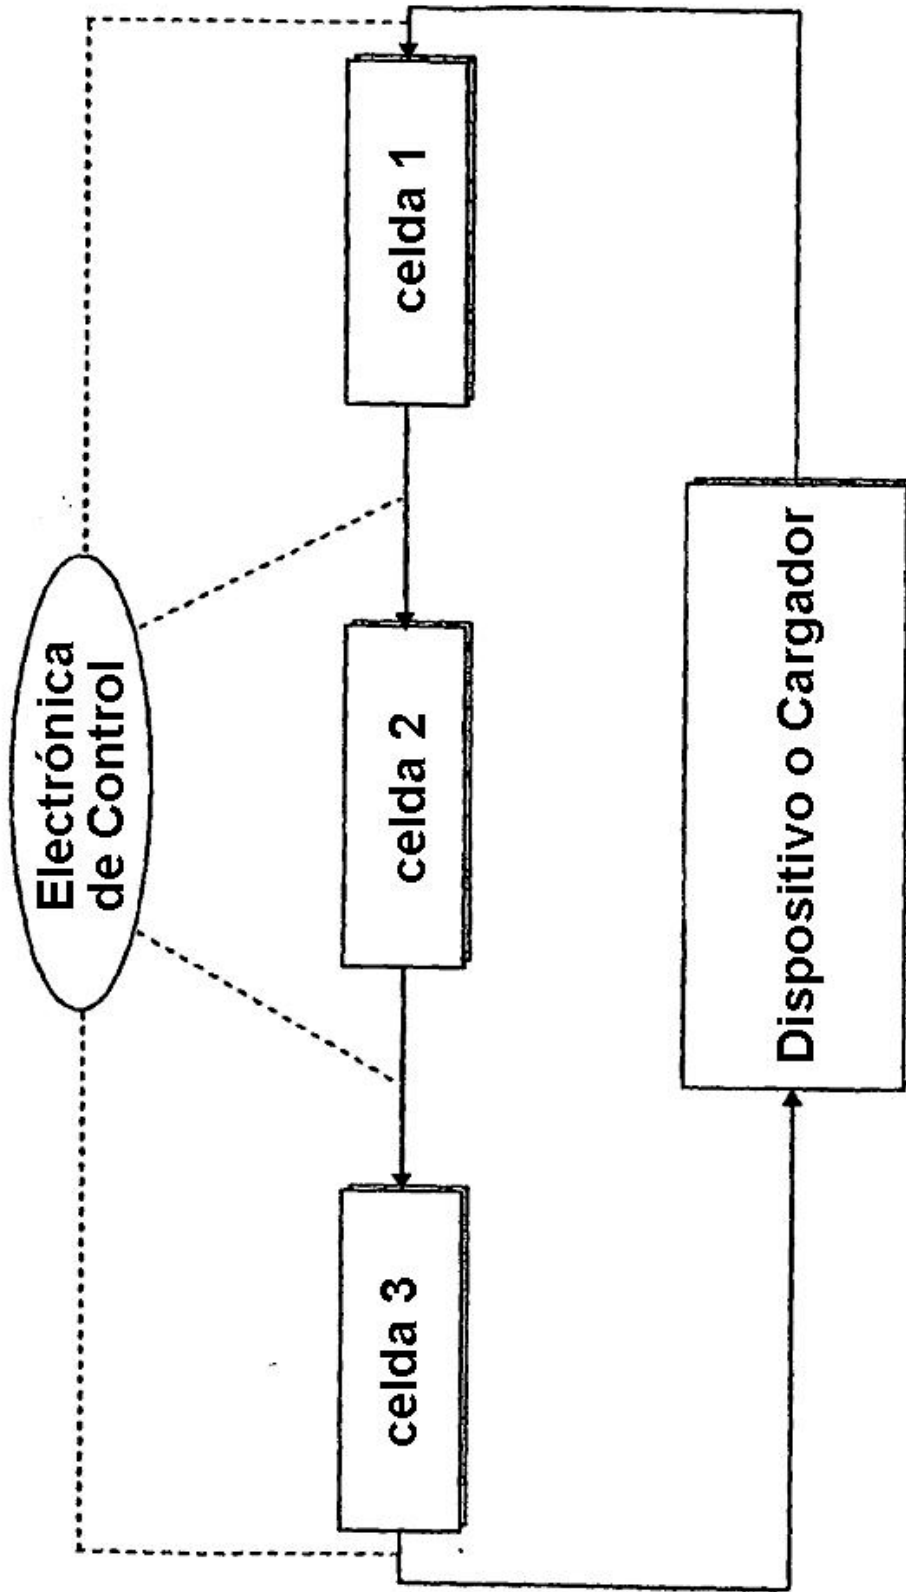 Electrónica
de Control
celda 3
celda 2
celda 1
Dispositivo o Cargador